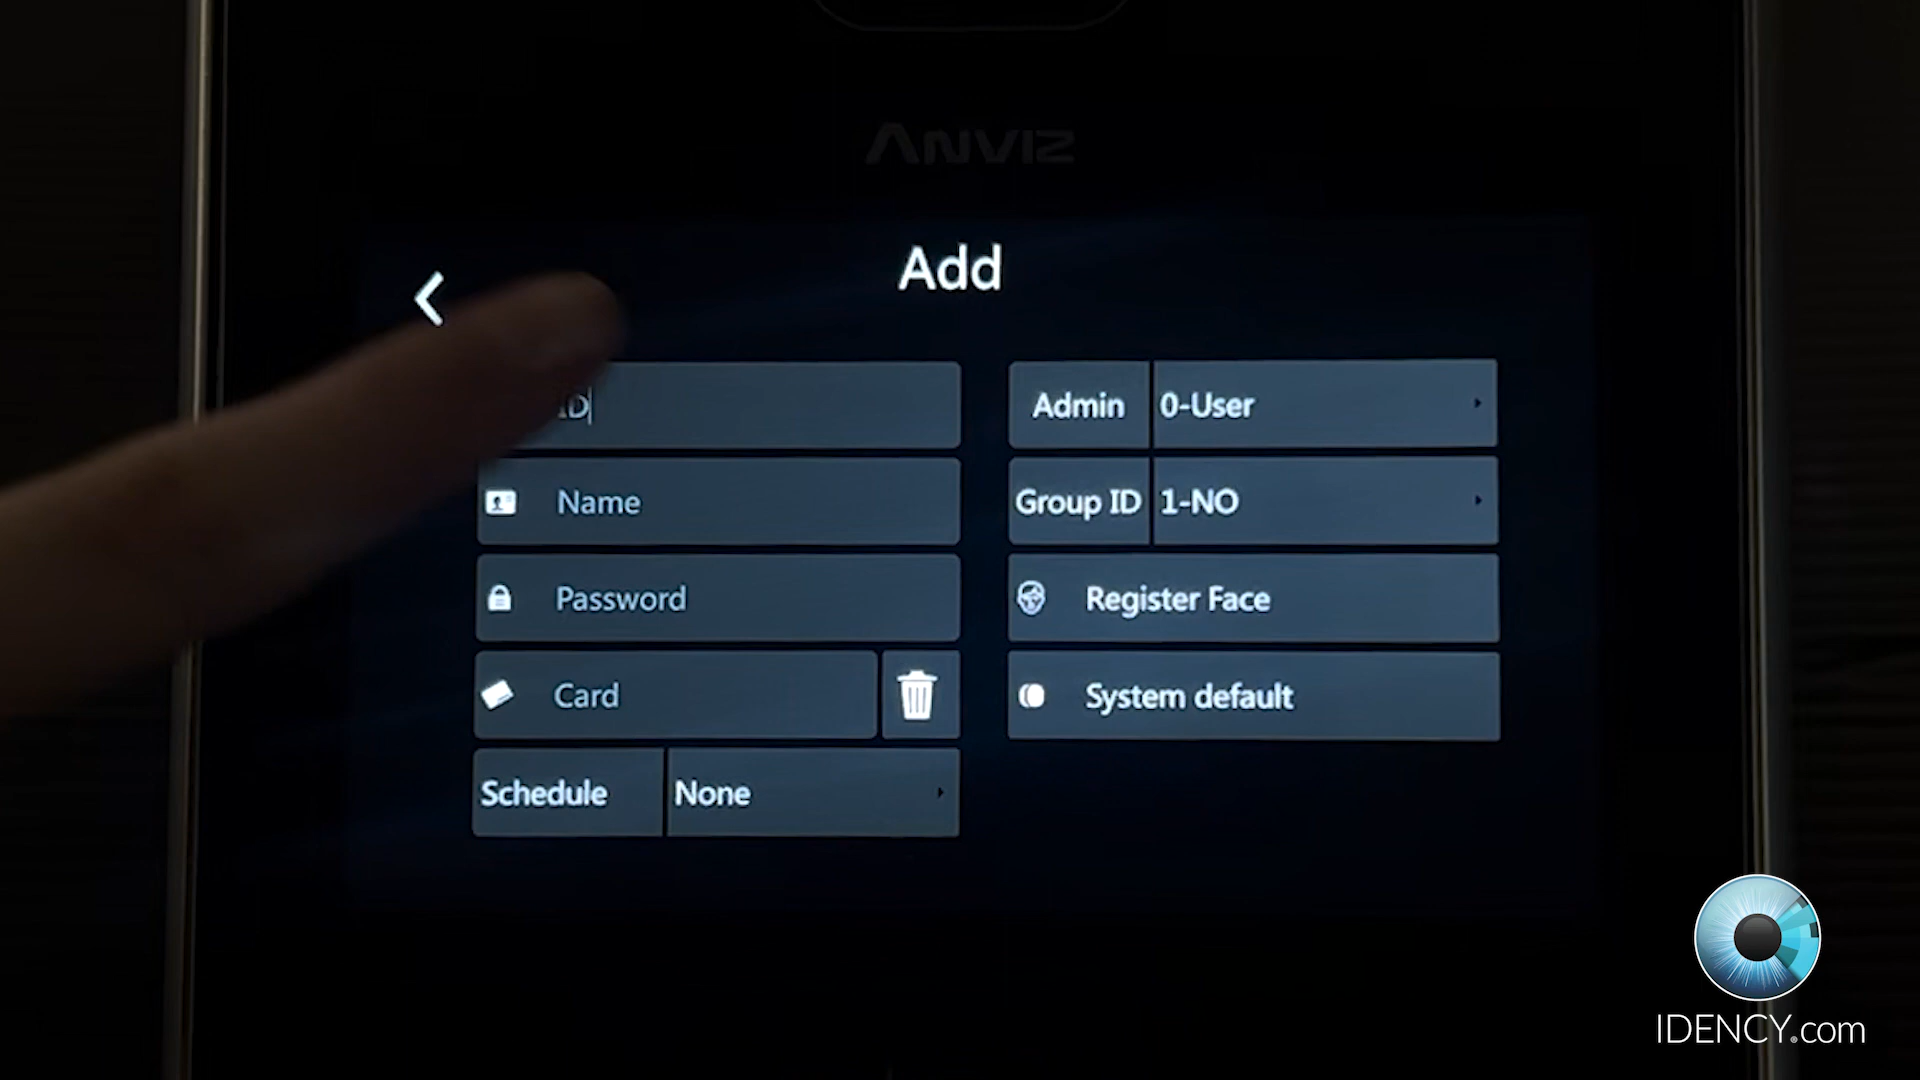 ANVIZ
Add
ID
Name
Password
Card
Schedule None
Admin 0-User
Group ID 1-NO
Register Face
System default
IDENCY.com